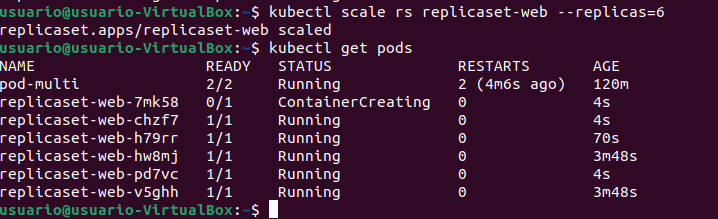 usuario@usuario-VirtualBox:~$ kubectl scale rs replicaset-web --replicas=6
replicaset.apps/replicaset-web scaled
usuario@usuario-VirtualBox:~$ kubectl get pods
NAME READY STATUS RESTARTS AGE
pod-multi 2/2 Running 2 (4m6s ago) 120m
replicaset-web-7mk58 0/1 ContainerCreating 0 4s
replicaset-web-chzf7 1/1 Running 0 4s
replicaset-web-h79rr 1/1 Running 0 70s
replicaset-web-hw8mj 1/1 Running 0 3m48s
replicaset-web-pd7vc 1/1 Running 0 4s
replicaset-web-v5ghh 1/1 Running 0 3m48s
usuario@usuario-VirtualBox:~$